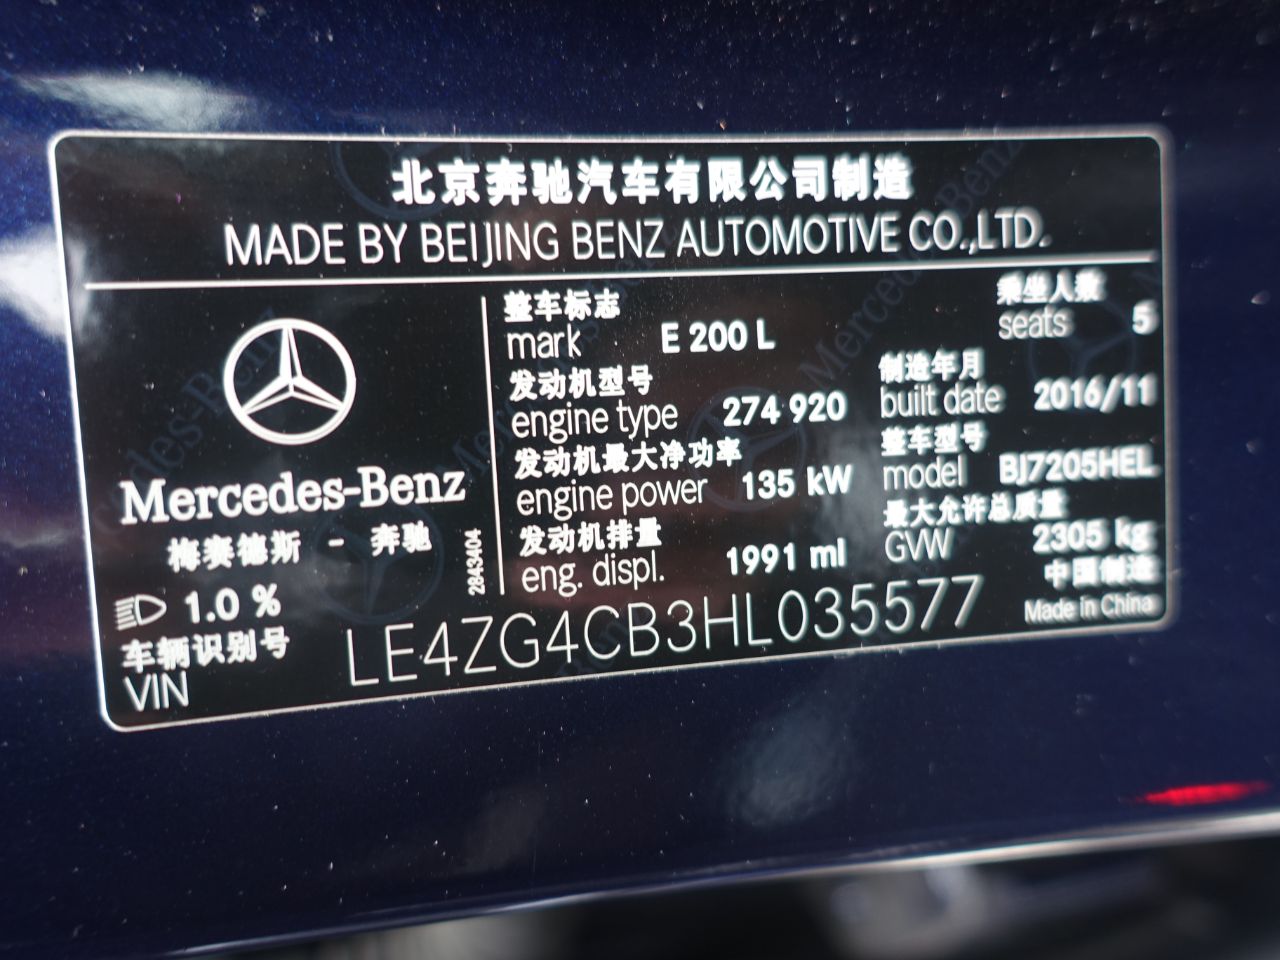 北京奔驰汽车有限公司制造
MADE BY BEIJING BENZ AUTOMOTIVE CO.,LTD.
Mercedes-Benz
梅赛德斯 - 奔驰
2843404
1.0 %
整车标志
mark E 200 L
发动机型号
engine type 274 920
发动机最大净功率
engine power 135 kW
发动机排量
eng. displ. 1991 ml
乘坐人数
seats 5
制造年月
built date 2016/11
整车型号
model BJ7205HEL
最大允许总质量
GVW 2305 kg
中国制造
Made in China
车辆识别号
VIN LE4ZG4CB3HL035577